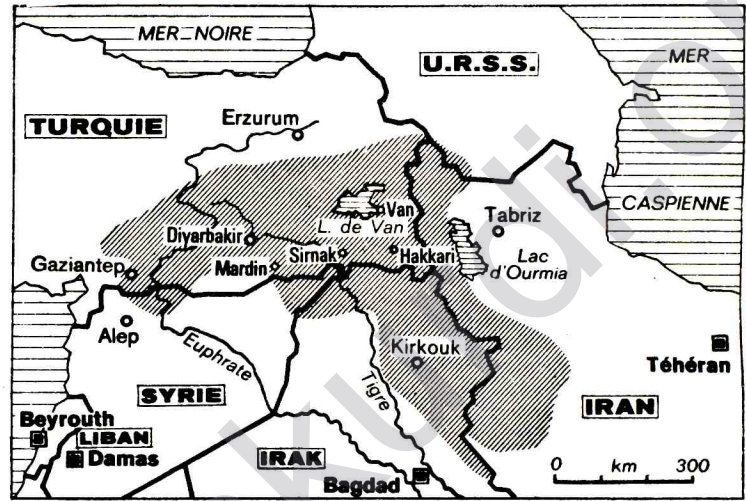 MER NOIRE
U.R.S.S.
MER
CASPIENNE
TURQUIE
Erzurum
Van
L. de Van
Tabriz
Diyarbakir
Lac
d'Ourmia
Sirnak
Hakkari
Mardin
Gaziantep
Alep
Euphrate
Kirkouk
Téhéran
Tigre
SYRIE
IRAN
Beyrouth
LIBAN
Damas
IRAK
Bagdad
0 km 300